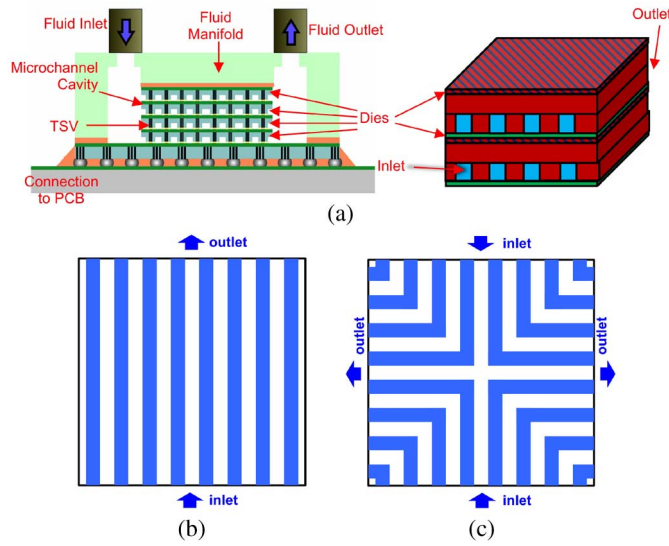 Fluid Inlet
Fluid
Manifold
Fluid Outlet
Outlet
Microchannel
Cavity
TSV
Dies
Inlet
Connection
to PCB
(a)
outlet
inlet
(b)
inlet
outlet
outlet
inlet
(c)